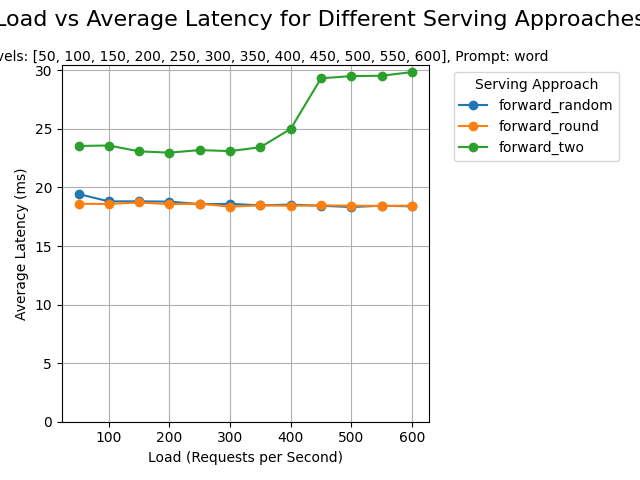 Load vs Average Latency for Different Serving Approaches
vels: [50, 100, 150, 200, 250, 300, 350, 400, 450, 500, 550, 600], Prompt: word
Serving Approach
forward_random
forward_round
forward_two
Average Latency (ms)
30
25
20
15
10
5
0
100 200 300 400 500 600
Load (Requests per Second)